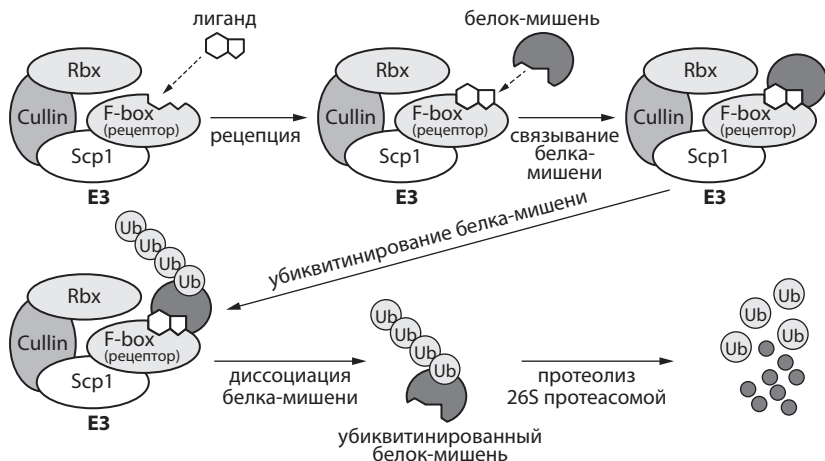 лиганд
Rbx
Cullin
F-box
(рецептор)
Scp1
E3
рецепция
белок-мишень
Rbx
Cullin
F-box
(рецептор)
Scp1
E3
связывание
белка-
мишени
Rbx
Cullin
F-box
(рецептор)
Scp1
E3
убиквитинирование белка-мишени
Ub
Ub
Ub
Ub
Rbx
Cullin
F-box
(рецептор)
Scp1
E3
диссоциация
белка-мишени
Ub
Ub
Ub
Ub
убиквитинированный
белок-мишень
протеолиз
26S протеасомой
Ub
Ub
Ub
Ub